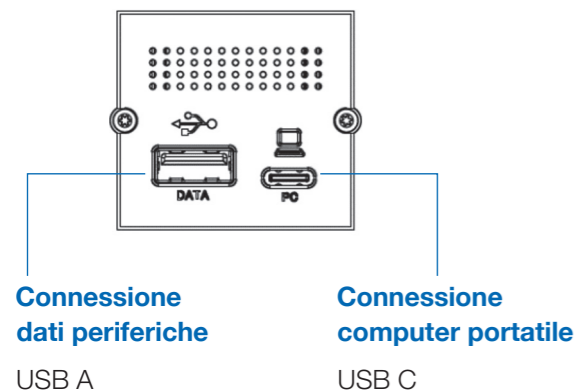 DATA
PC
Connessione
dati periferiche
USB A
Connessione
computer portatile
USB C